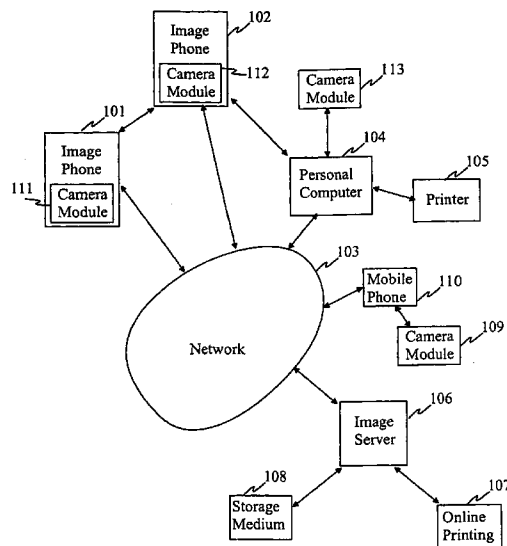 102
Image
Phone
Camera
Module
112
Camera
Module
113
101
Image
Phone
111
Camera
Module
104
Personal
Computer
105
Printer
103
Network
Mobile
Phone
110
Camera
Module
109
106
Image
Server
108
Storage
Medium
107
Online
Printing